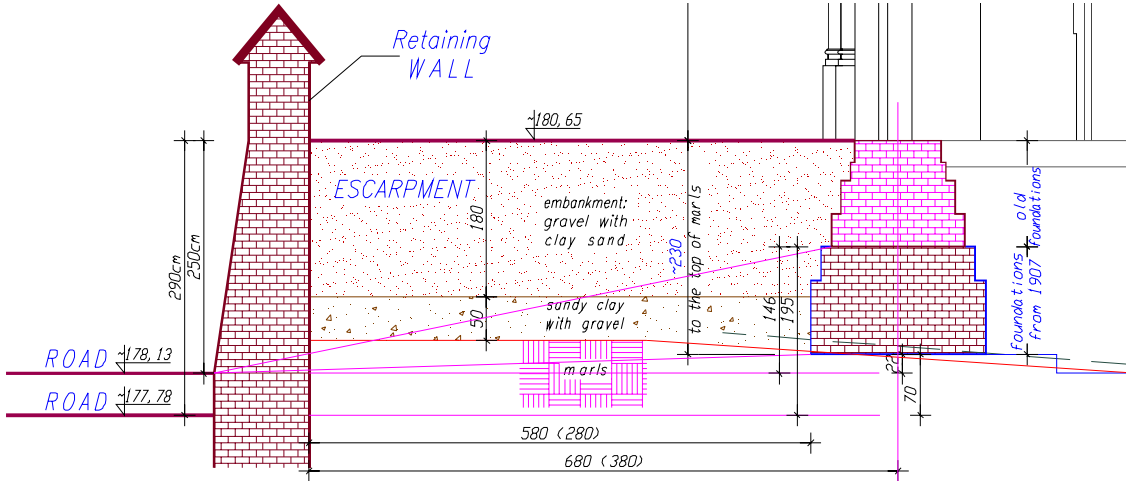 Retaining
WALL
~180,65
ESCARPMENT
embankment:
gravel with
clay sand
180
~230
to the top of marls
old
foundations
foundations
from 1907
290cm
250cm
50
sandy clay
with gravel
146
195
marls
ROAD ~178,13
ROAD ~177,78
22
70
580 (280)
680 (380)